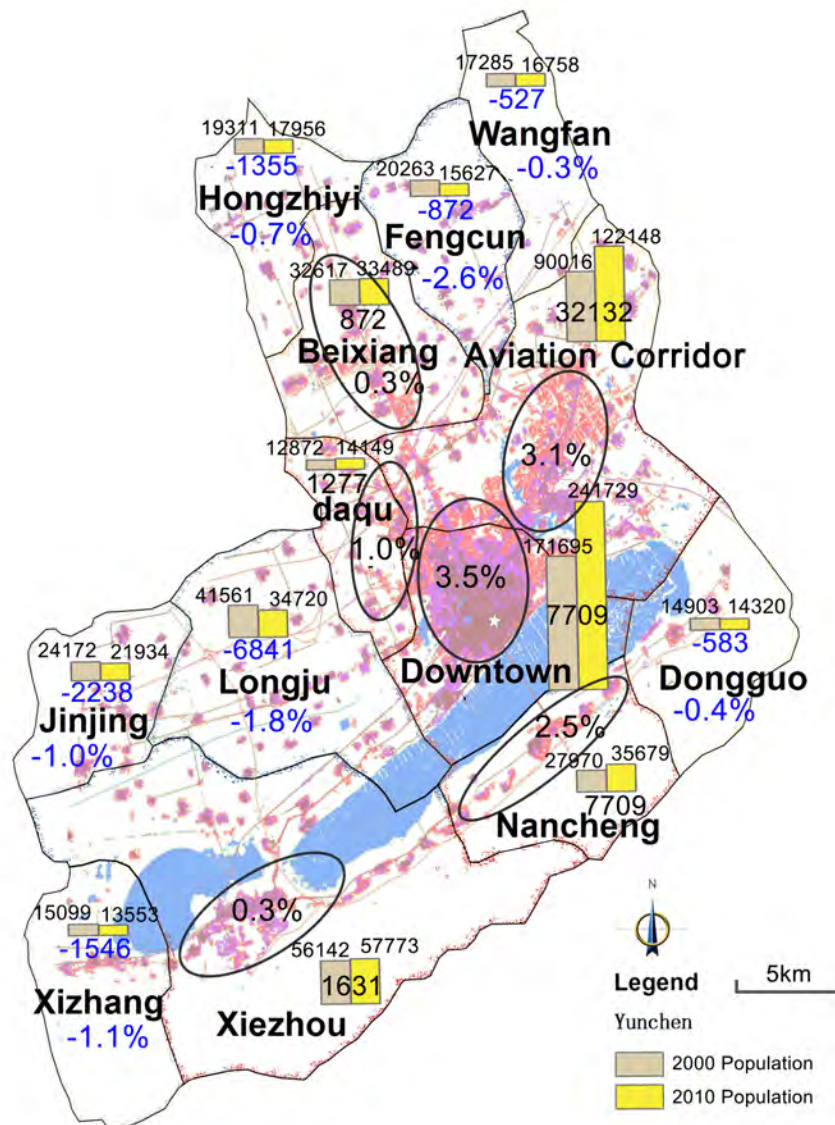 17285 16758
-527
Wangfan
-0.3%
19311 17956
-1355
Hongzhiyi
-0.7%
20263 15627
-872
Fengcun
-2.6%
122148
90016
32132
Aviation Corridor
3.1%
32617 33489
872
Beixiang
0.3%
12872 14149
1277
daqu
1.0%
241729
171695
3.5%
7709
Downtown
41561 34720
-6841
Longju
-1.8%
24172 21934
-2238
Jinjing
-1.0%
14903 14320
-583
Dongguo
-0.4%
2.5%
27970 35679
7709
Nancheng
0.3%
15099 13553
-1546
Xizhang
-1.1%
56142 57773
1631
Xiezhou
N
5km
Legend
Yunchen
2000 Population
2010 Population